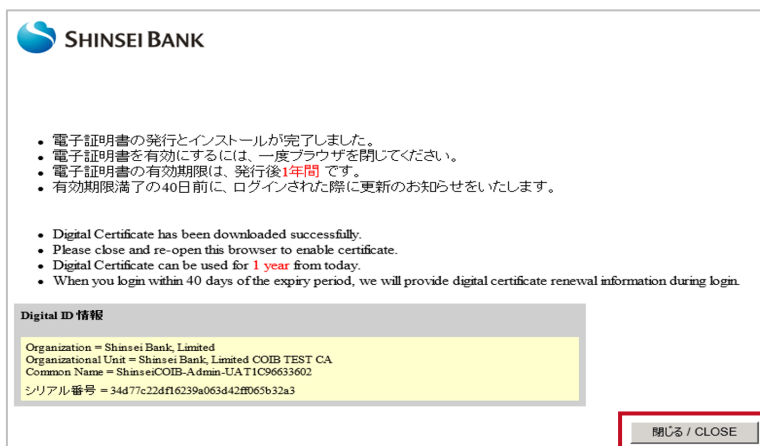 SHINSEI BANK
• 電子証明書の発行とインストールが完了しました。
• 電子証明書を有効にするには、一度ブラウザを閉じてください。
• 電子証明書の有効期限は、発行後1年間 です。
• 有効期限満了の40日前に、ログインされた際に更新のお知らせをいたします。
• Digital Certificate has been downloaded successfully.
• Please close and re-open this browser to enable certificate.
• Digital Certificate can be used for 1 year from today.
• When you login within 40 days of the expiry period, we will provide digital certificate renewal information during login.
Digital ID 情報
Organization = Shinsei Bank, Limited
Organizational Unit = Shinsei Bank, Limited COIB TEST CA
Common Name = ShinseiCOIB-Admin-UAT1C96633602
シリアル番号 = 34d77c22df16239a063d42ff065b32a3
閉じる / CLOSE